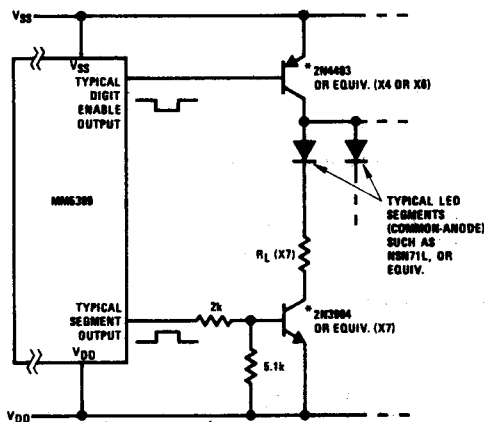 VSS
VSS
TYPICAL
DIGIT
ENABLE
OUTPUT
*2N4403
OR EQUIV. (X4 OR X6)
TYPICAL LED
SEGMENTS
(COMMON-ANODE)
SUCH AS
NSN71L, OR
EQUIV.
RL (X7)
TYPICAL
SEGMENT
OUTPUT
VDD
2k
*2N3904
OR EQUIV. (X7)
5.1k
VDD